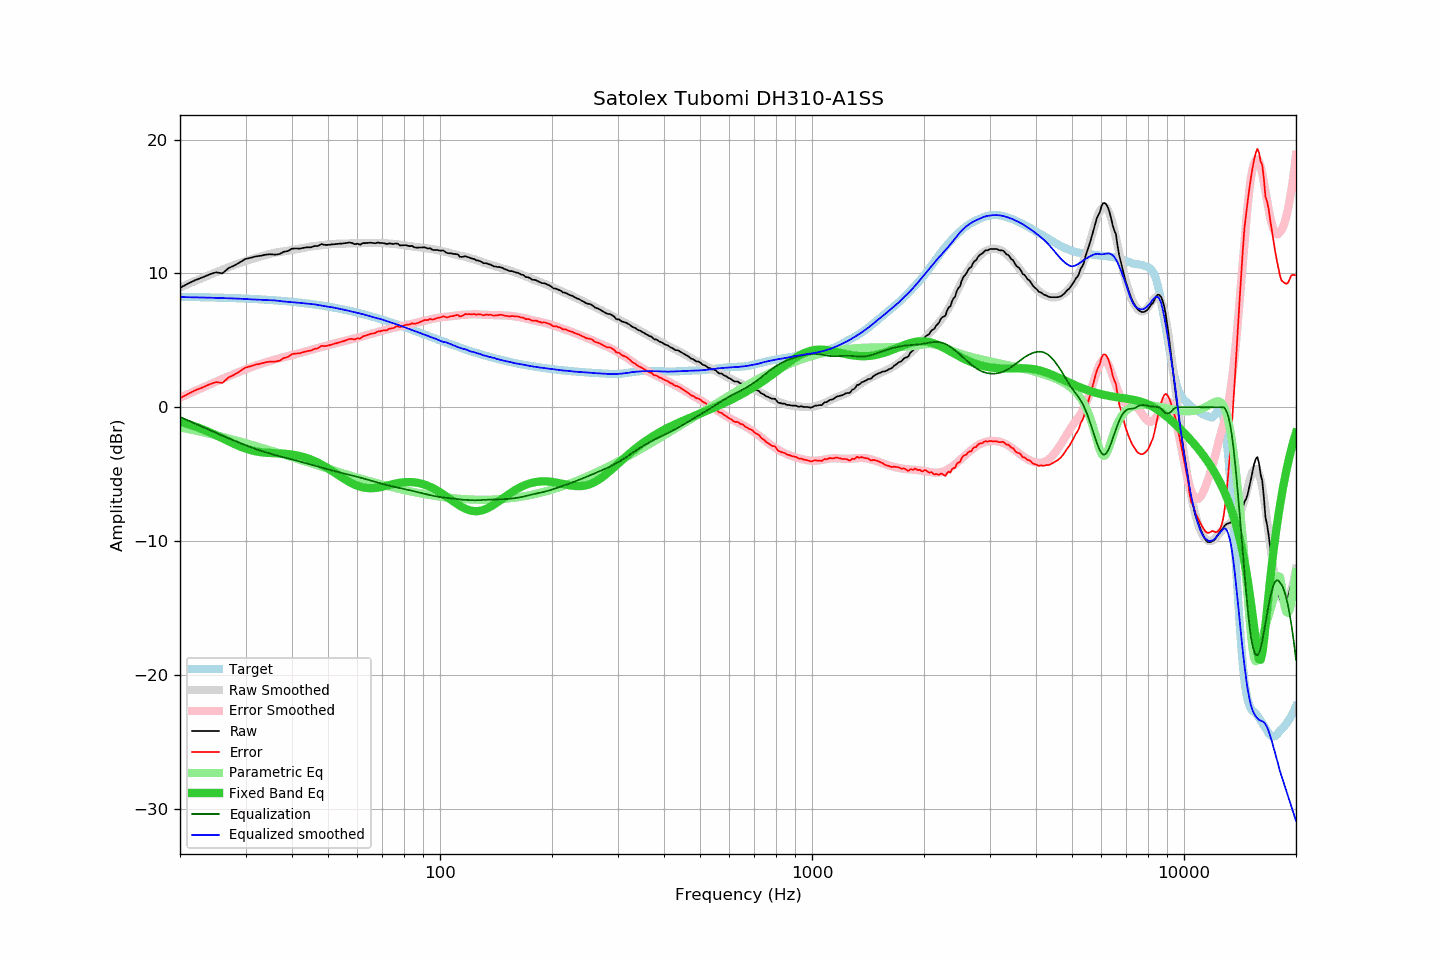 Satolex Tubomi DH310-A1SS
20
10
0
−10
−20
−30
Amplitude (dBr)
Target
Raw Smoothed
Error Smoothed
Raw
Error
Parametric Eq
Fixed Band Eq
Equalization
Equalized smoothed
100
1000
10000
Frequency (Hz)